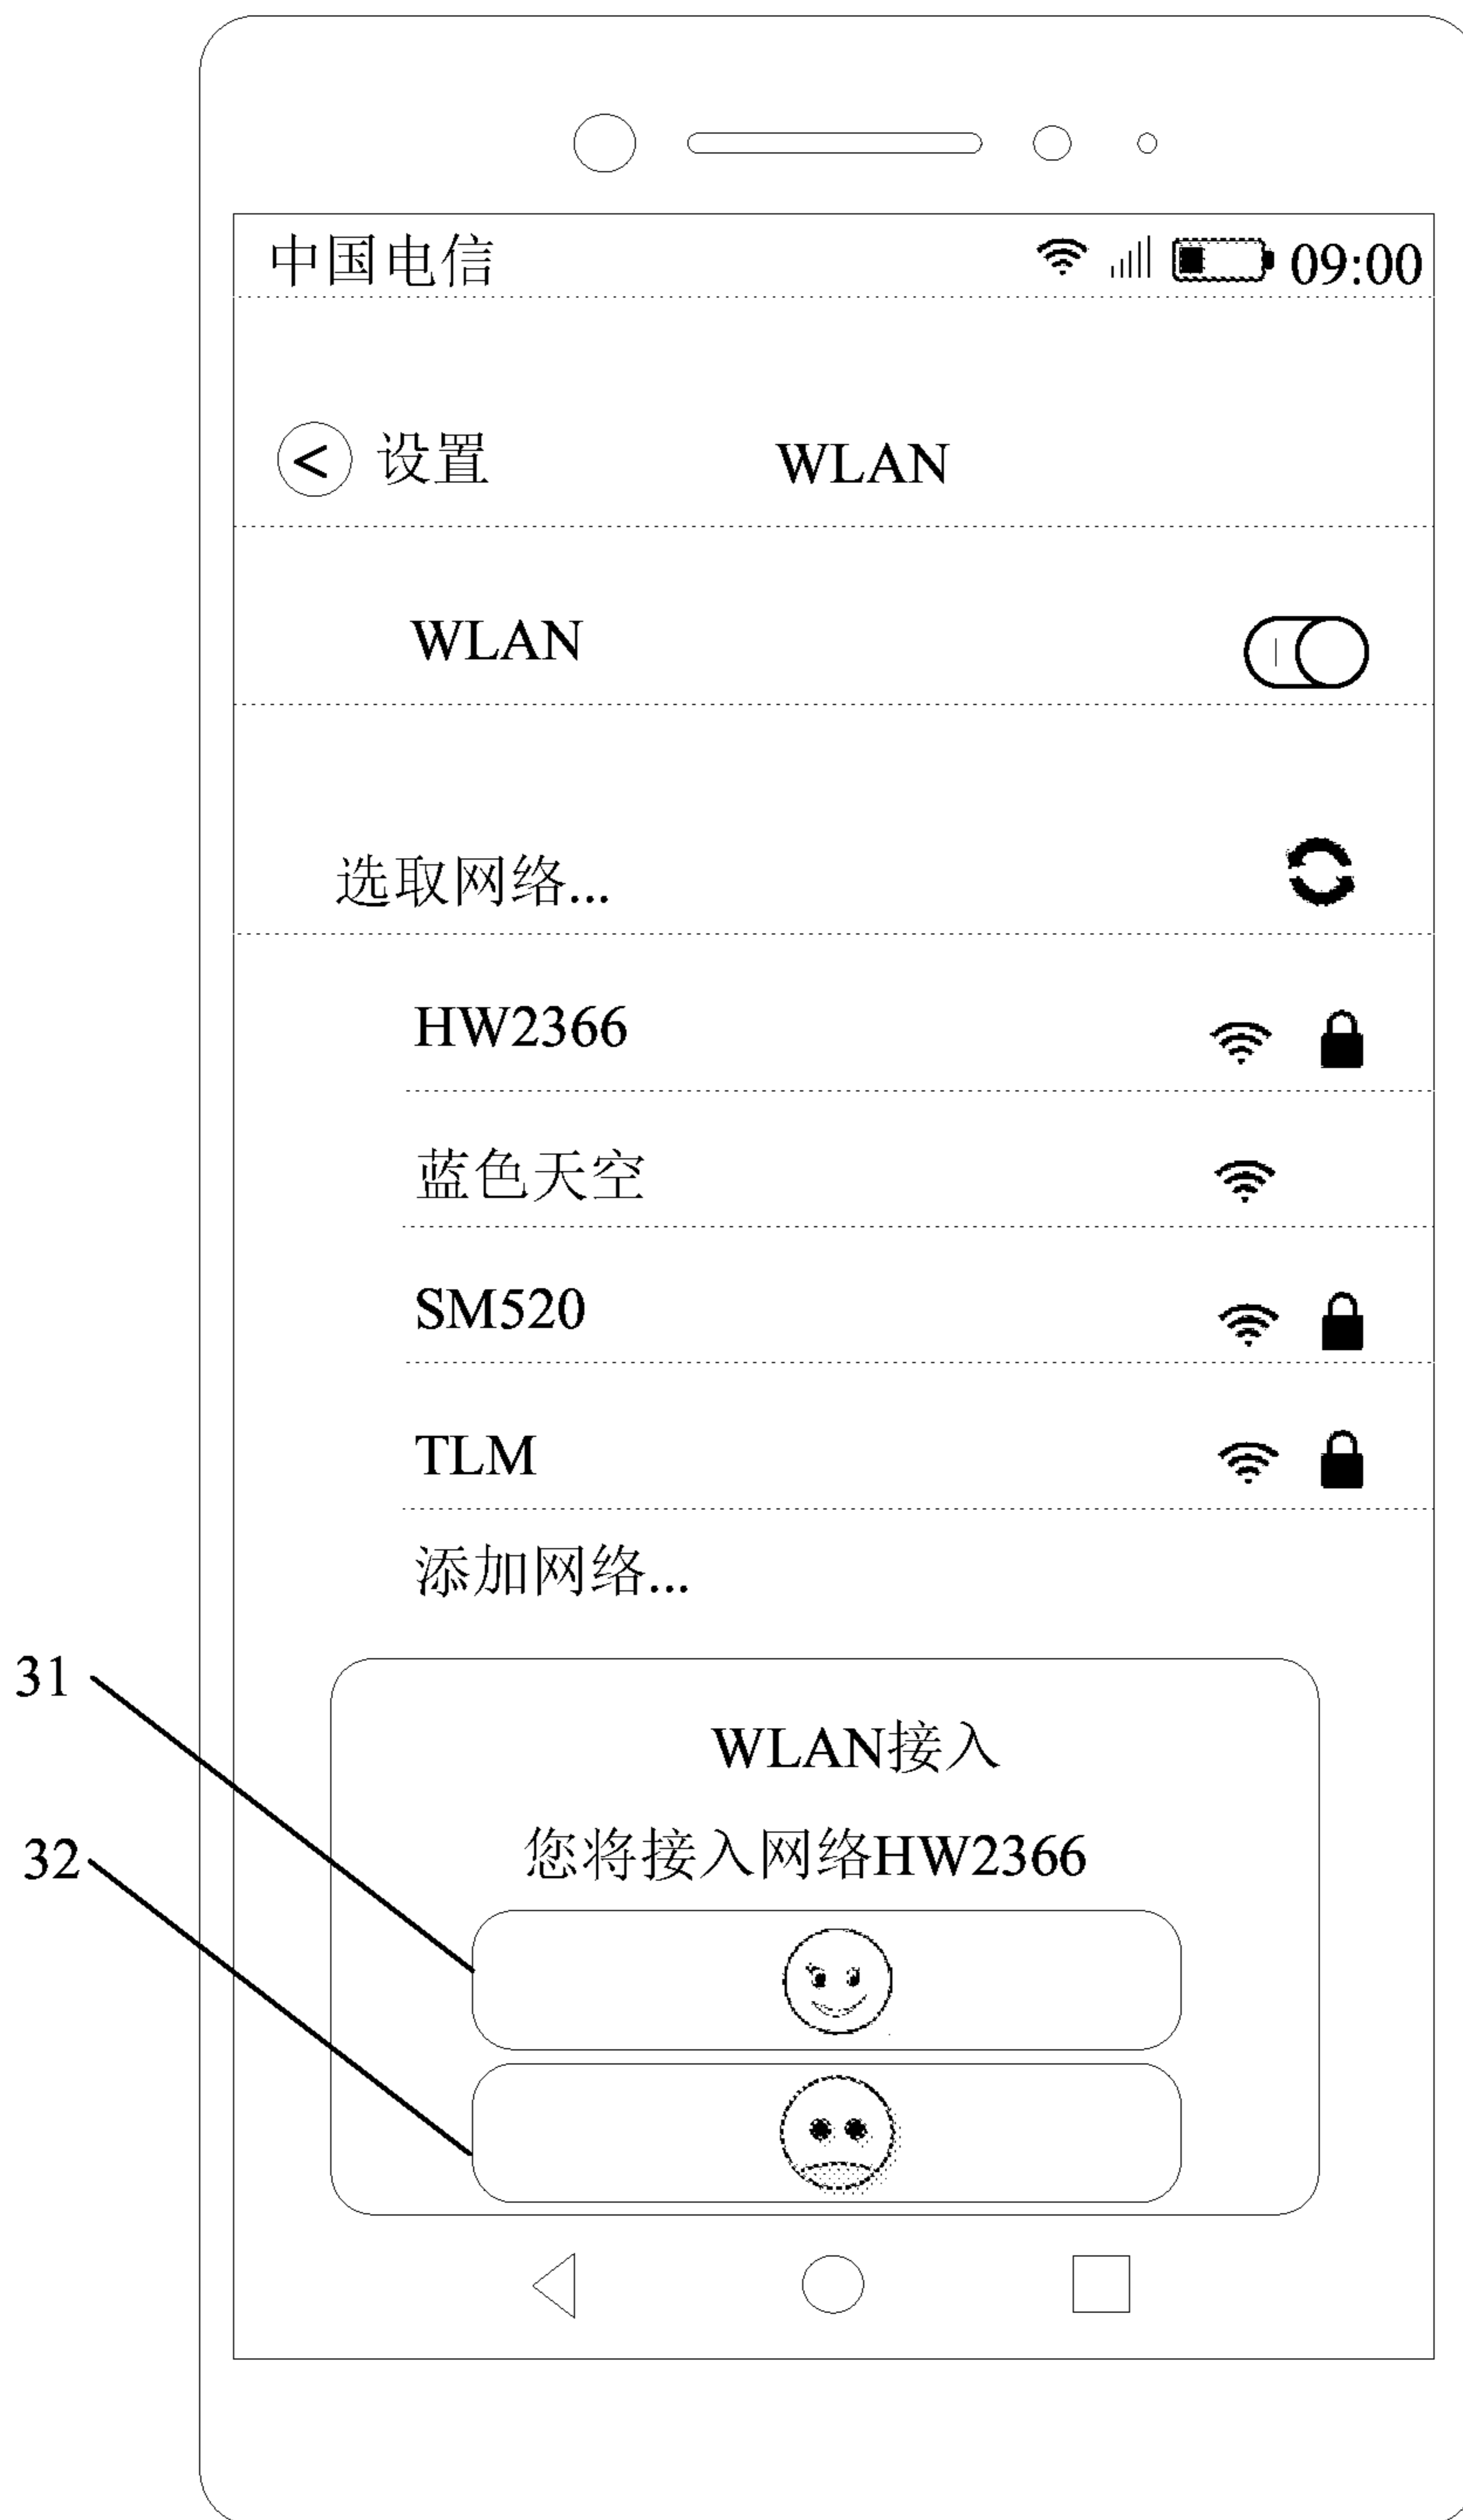 中国电信 09:00
< 设置 WLAN
WLAN
选取网络...
HW2366
蓝色天空
SM520
TLM
添加网络...
31
WLAN接入
32
您将接入网络HW2366